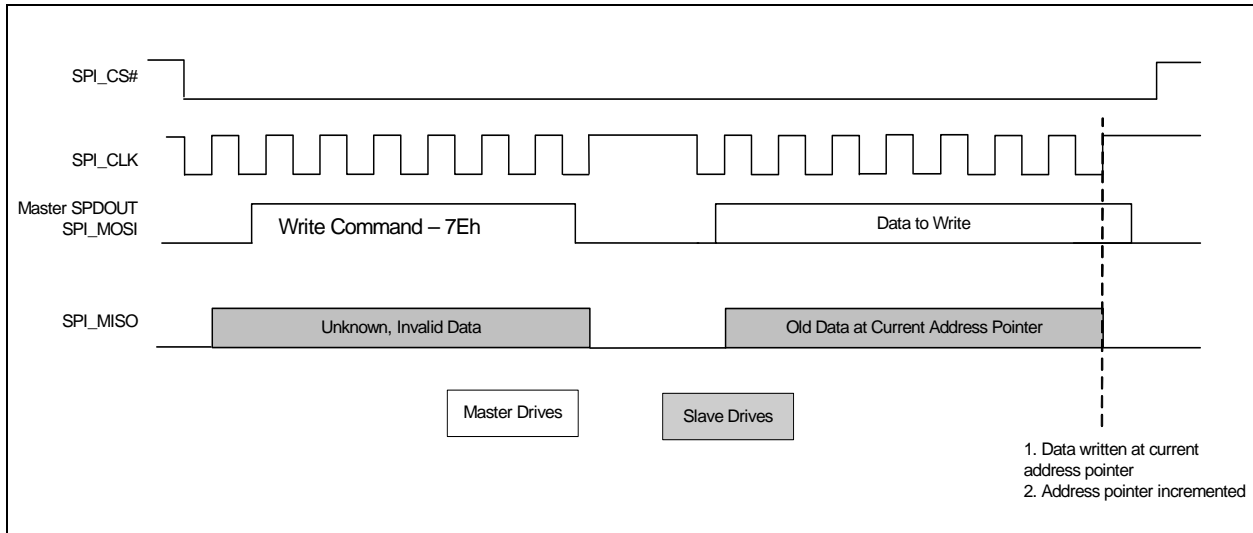 SPI_CS#
SPI_CLK
Master SPDOUT
SPI_MOSI
Write Command – 7Eh
Data to Write
SPI_MISO
Unknown, Invalid Data
Old Data at Current Address Pointer
Master Drives
Slave Drives
1. Data written at current
address pointer
2. Address pointer incremented